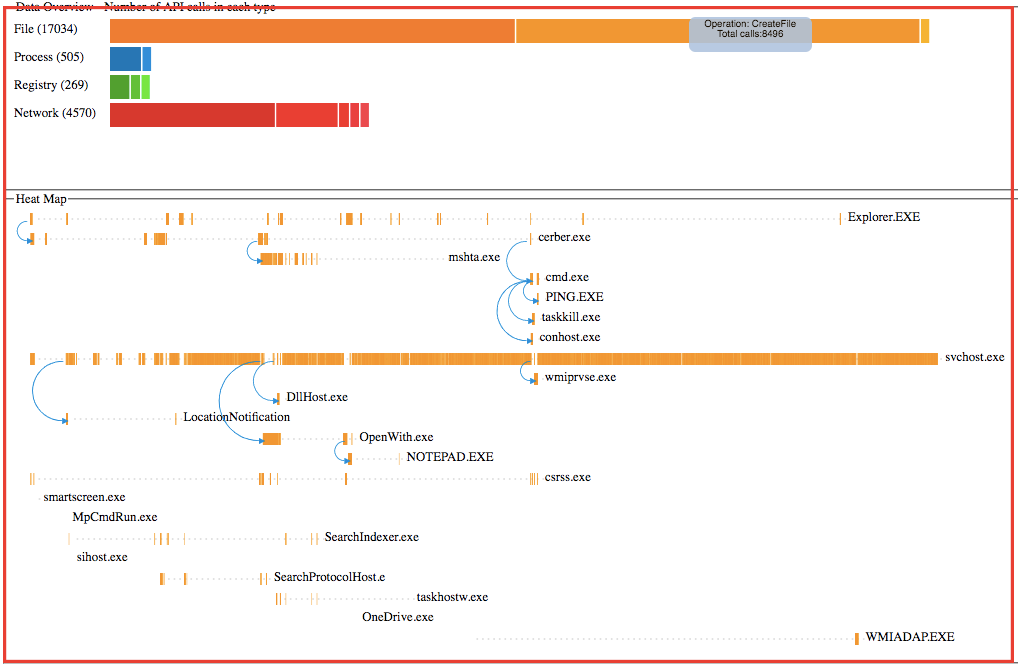 Data Overview - Number of API calls in each type
File (17034)
Operation: CreateFile
Total calls:8496
Process (505)
Registry (269)
Network (4570)
Heat Map
Explorer.EXE
cerber.exe
mshta.exe
cmd.exe
PING.EXE
taskkill.exe
conhost.exe
svchost.exe
wmiprvse.exe
DllHost.exe
LocationNotification
OpenWith.exe
NOTEPAD.EXE
csrss.exe
smartscreen.exe
MpCmdRun.exe
SearchIndexer.exe
sihost.exe
SearchProtocolHost.e
taskhostw.exe
OneDrive.exe
WMIADAP.EXE